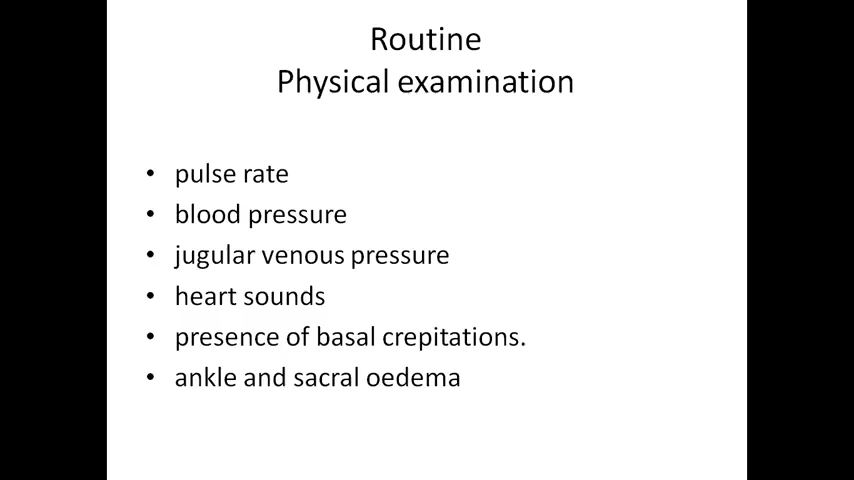 Routine
Physical examination
• pulse rate
• blood pressure
• jugular venous pressure
• heart sounds
• presence of basal crepitations.
• ankle and sacral oedema